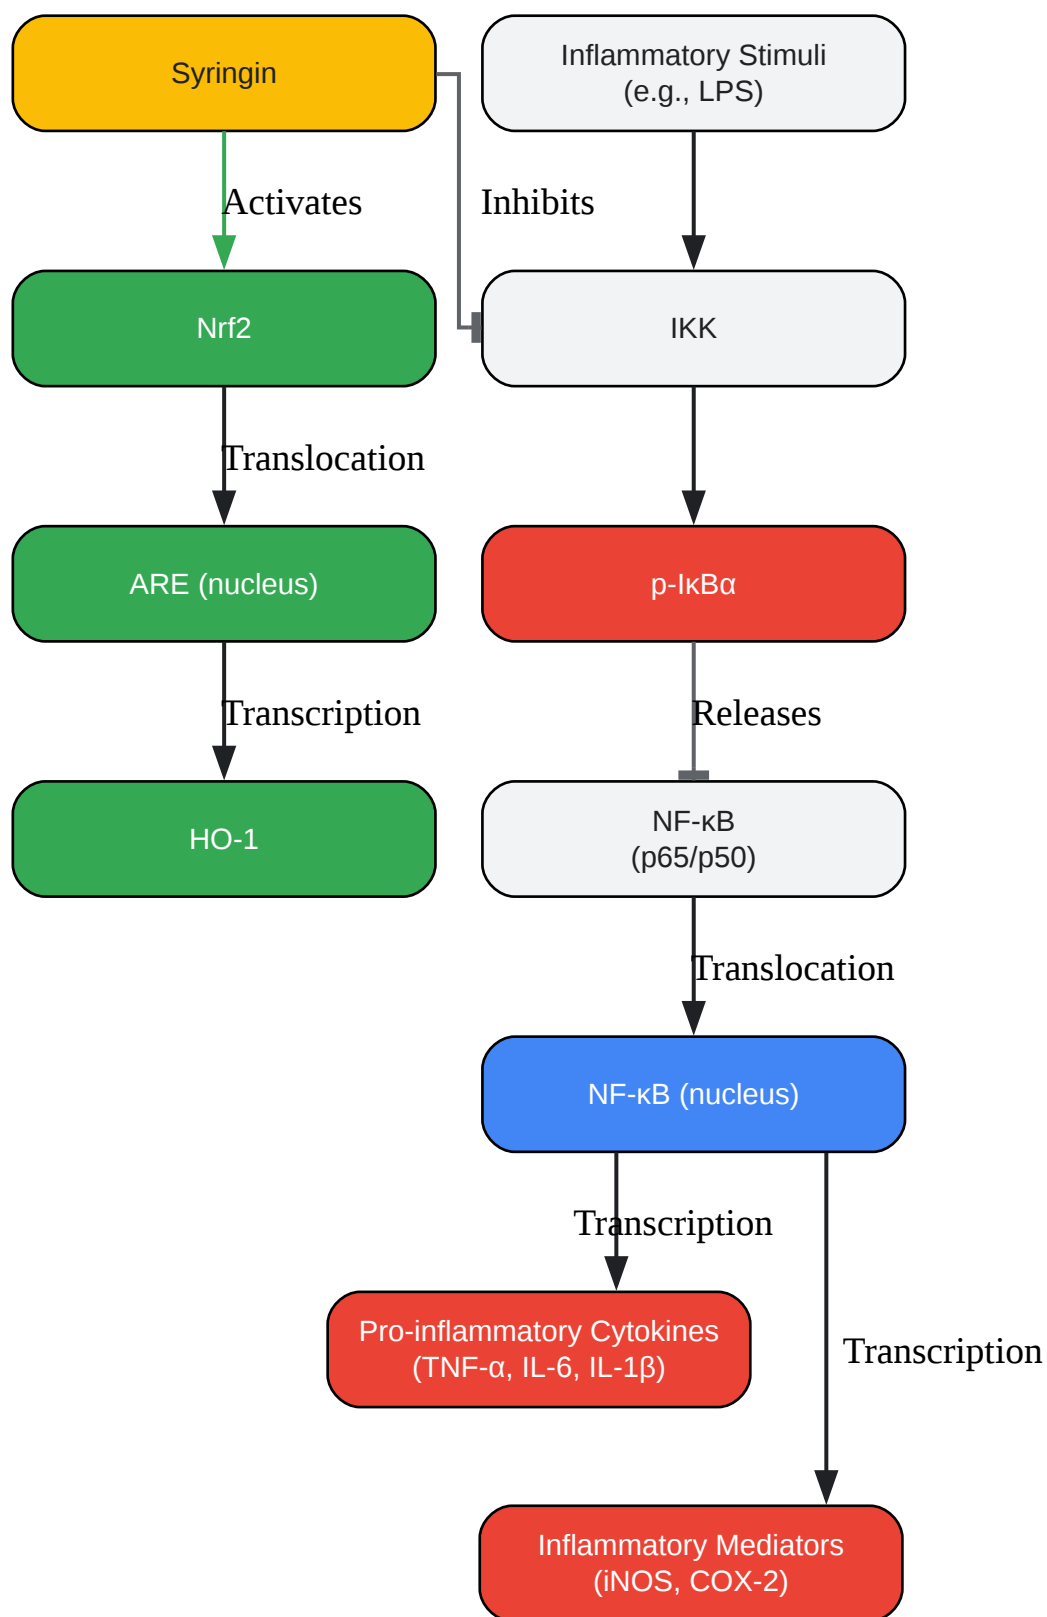 Syringin
Inflammatory Stimuli
(e.g., LPS)
Activates
Inhibits
Nrf2
IKK
Translocation
ARE (nucleus)
p-IκBα
Transcription
Releases
HO-1
NF-κB
(p65/p50)
Translocation
NF-κB (nucleus)
Transcription
Pro-inflammatory Cytokines
(TNF-α, IL-6, IL-1β)
Transcription
Inflammatory Mediators
(iNOS, COX-2)